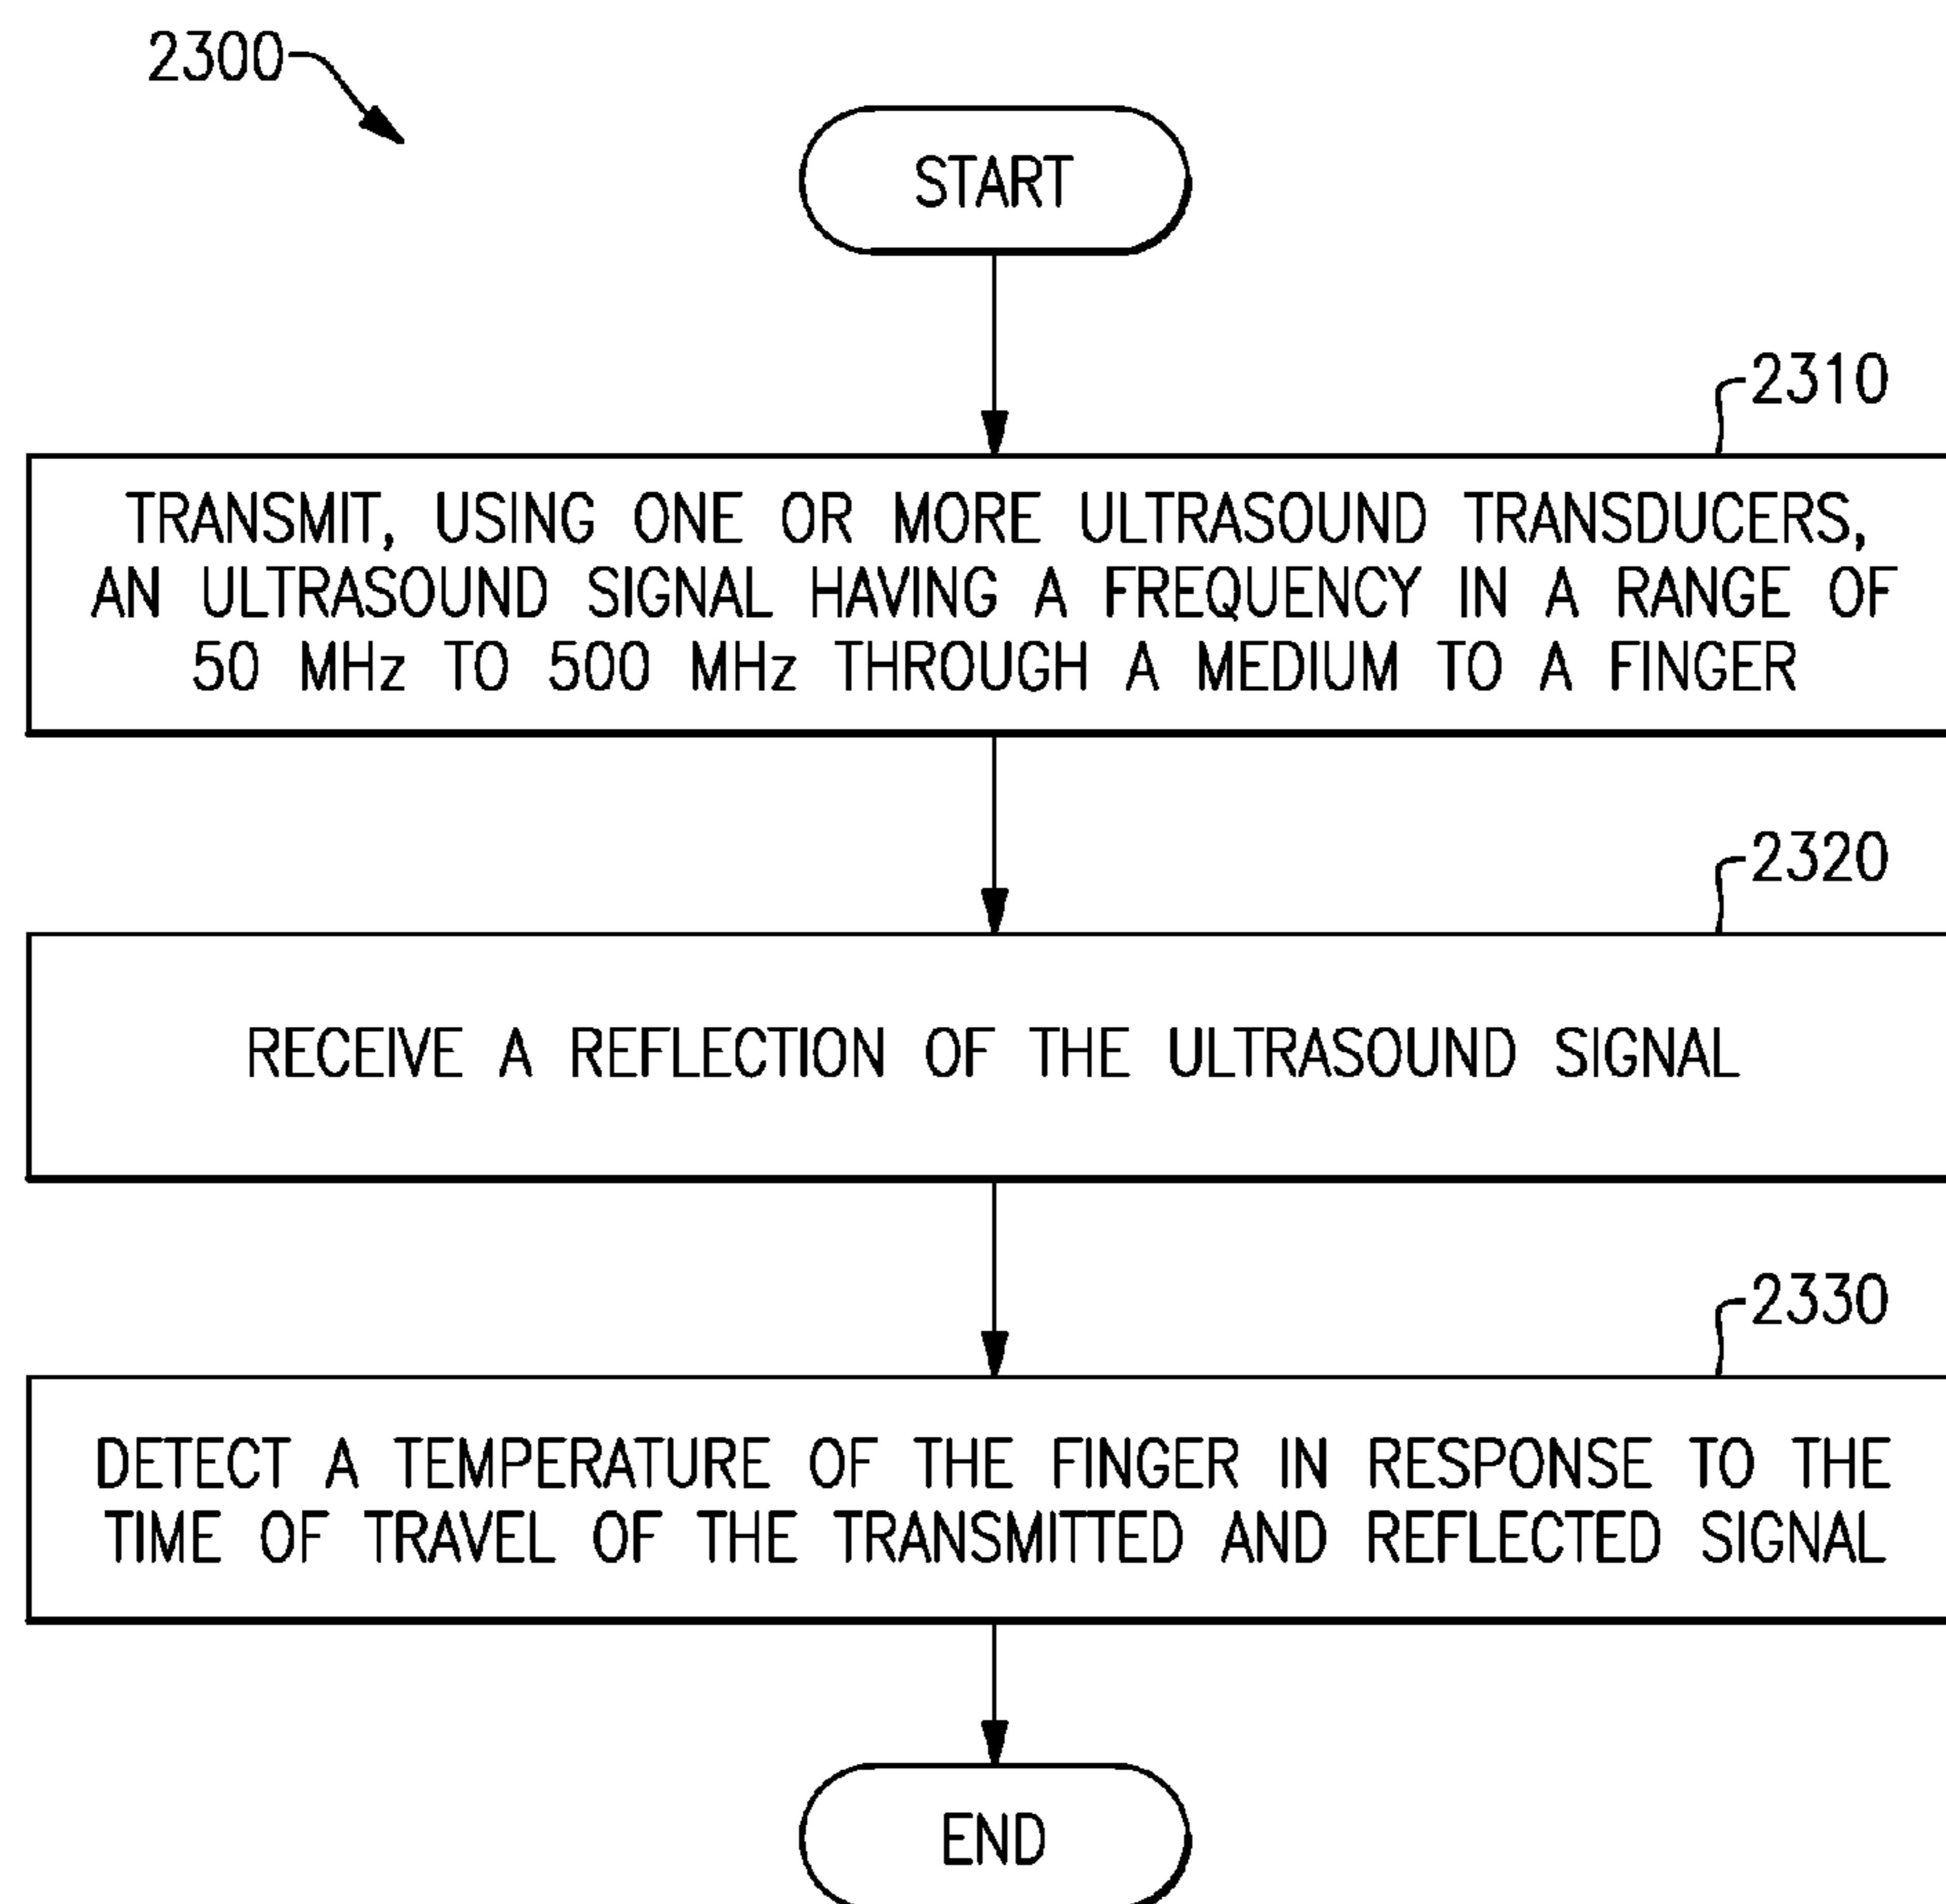 2300
START
2310
TRANSMIT, USING ONE OR MORE ULTRASOUND TRANSDUCERS,
AN ULTRASOUND SIGNAL HAVING A FREQUENCY IN A RANGE OF
50 MHz TO 500 MHz THROUGH A MEDIUM TO A FINGER
2320
RECEIVE A REFLECTION OF THE ULTRASOUND SIGNAL
2330
DETECT A TEMPERATURE OF THE FINGER IN RESPONSE TO THE
TIME OF TRAVEL OF THE TRANSMITTED AND REFLECTED SIGNAL
END